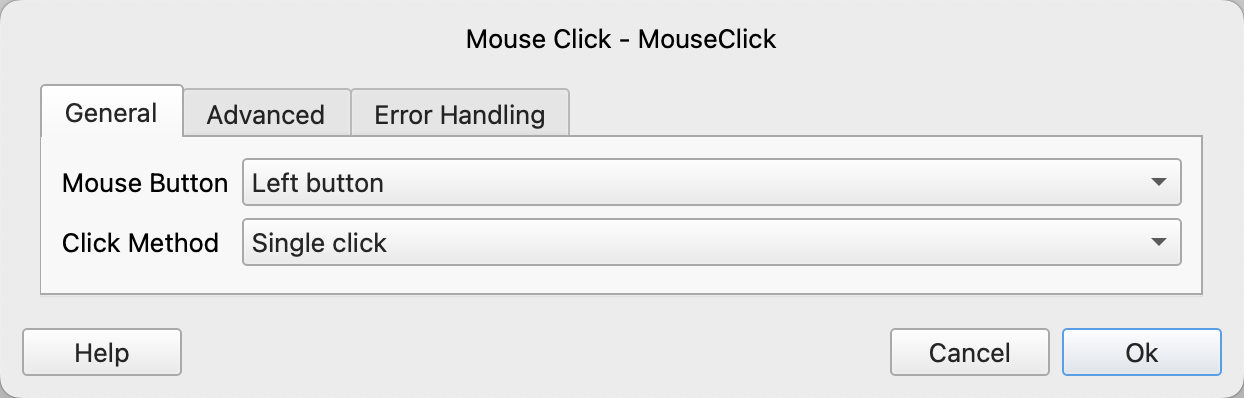 Mouse Click - MouseClick
General Advanced Error Handling
Mouse Button Left button
Click Method Single click
Help Cancel Ok